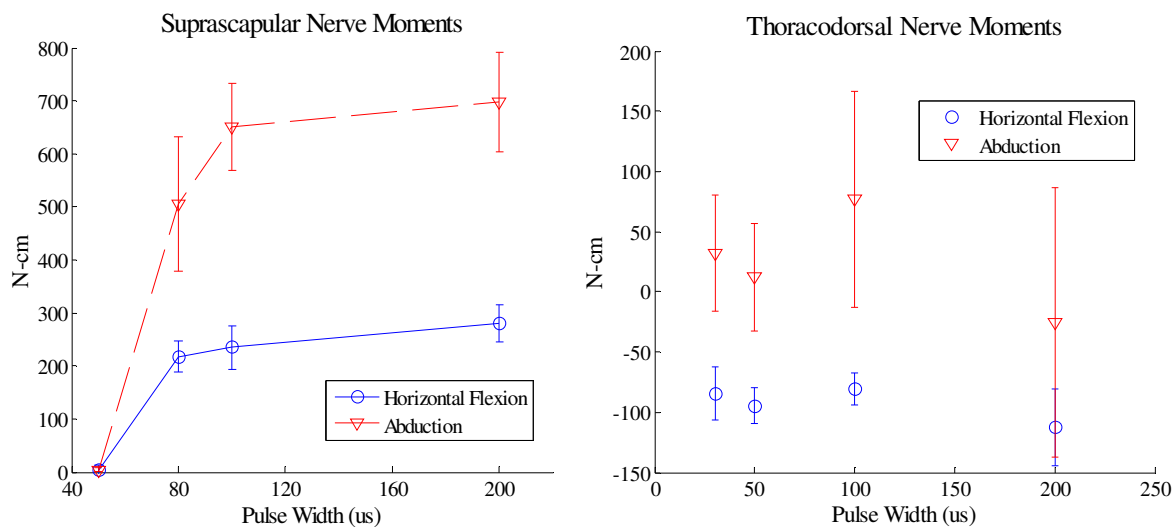 Suprascapular Nerve Moments
800
700
600
500
400
300
200
100
0
N-cm
40
80
120
160
200
Pulse Width (us)
Horizontal Flexion
Abduction
Thoracodorsal Nerve Moments
200
150
100
50
0
-50
-100
-150
N-cm
0
50
100
150
200
250
Pulse Width (us)
Horizontal Flexion
Abduction